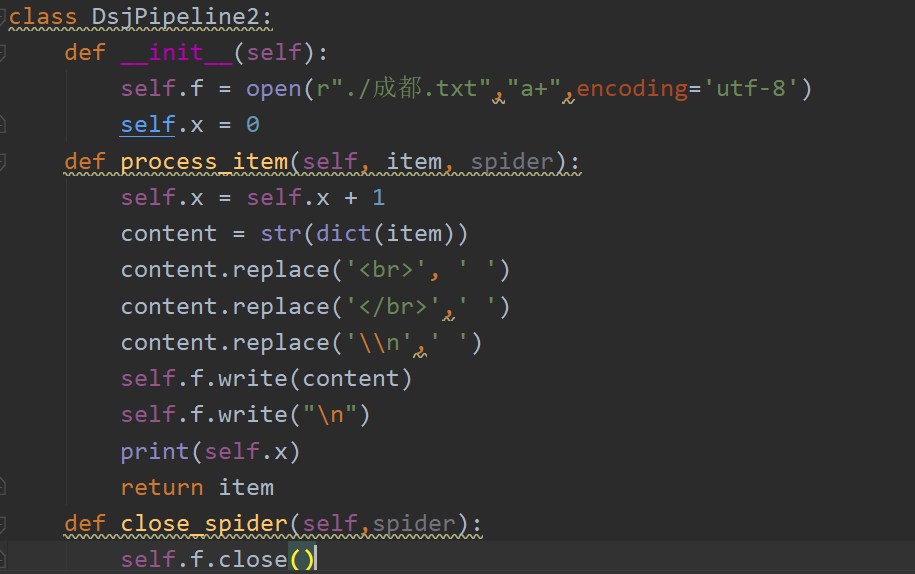 class DsjPipeline2:
    def __init__(self):
        self.f = open(r"./成都.txt","a+",encoding='utf-8')
        self.x = 0
    def process_item(self, item, spider):
        self.x = self.x + 1
        content = str(dict(item))
        content.replace('<br>', ' ')
        content.replace('</br>',' ')
        content.replace('\\n',' ')
        self.f.write(content)
        self.f.write("\n")
        print(self.x)
        return item
    def close_spider(self,spider):
        self.f.close()